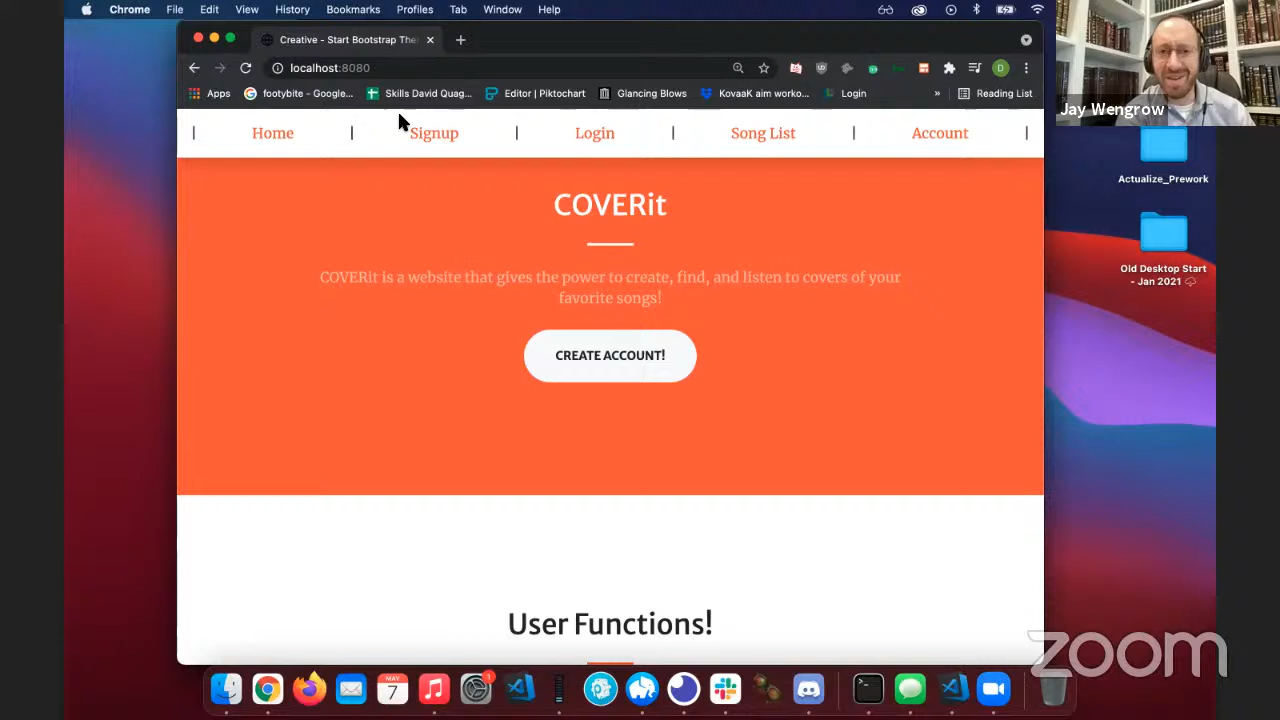 Chrome File Edit View History Bookmarks Profiles Tab Window Help
Creative - Start Bootstrap The
localhost:8080
Apps footybite - Google... Skills David Quag... Editor | Piktochart Glancing Blows KovaaK aim worko... Login » Reading List
Jay Wengrow
Home | Signup | Login | Song List | Account
Actualize_Prework
COVERit
COVERit is a website that gives the power to create, find, and listen to covers of your
favorite songs!
Old Desktop Start
- Jan 2021
CREATE ACCOUNT!
User Functions!
zoom
MAY
7
1
D